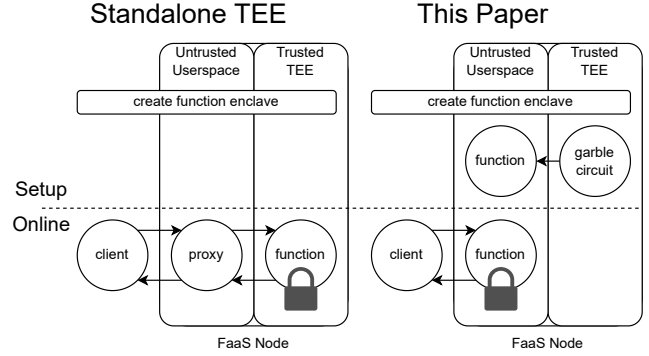 Standalone TEE
This Paper
Untrusted
Userspace
Trusted
TEE
Untrusted
Userspace
Trusted
TEE
create function enclave
create function enclave
function
garble
circuit
Setup
Online
client
proxy
function
client
function
FaaS Node
FaaS Node